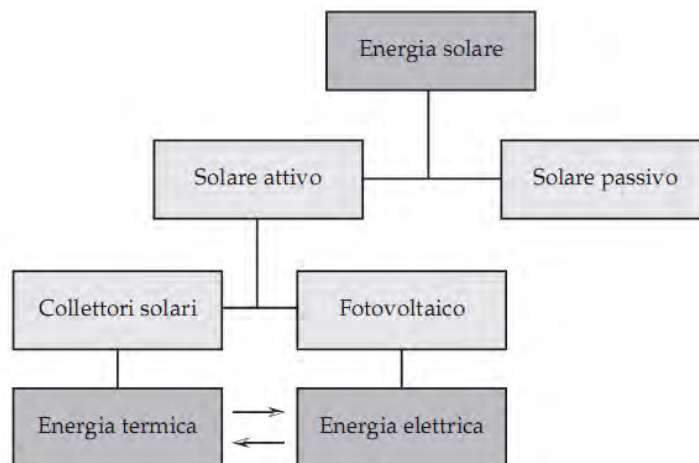 Energia solare
Solare attivo
Solare passivo
Collettori solari
Fotovoltaico
Energia termica
Energia elettrica